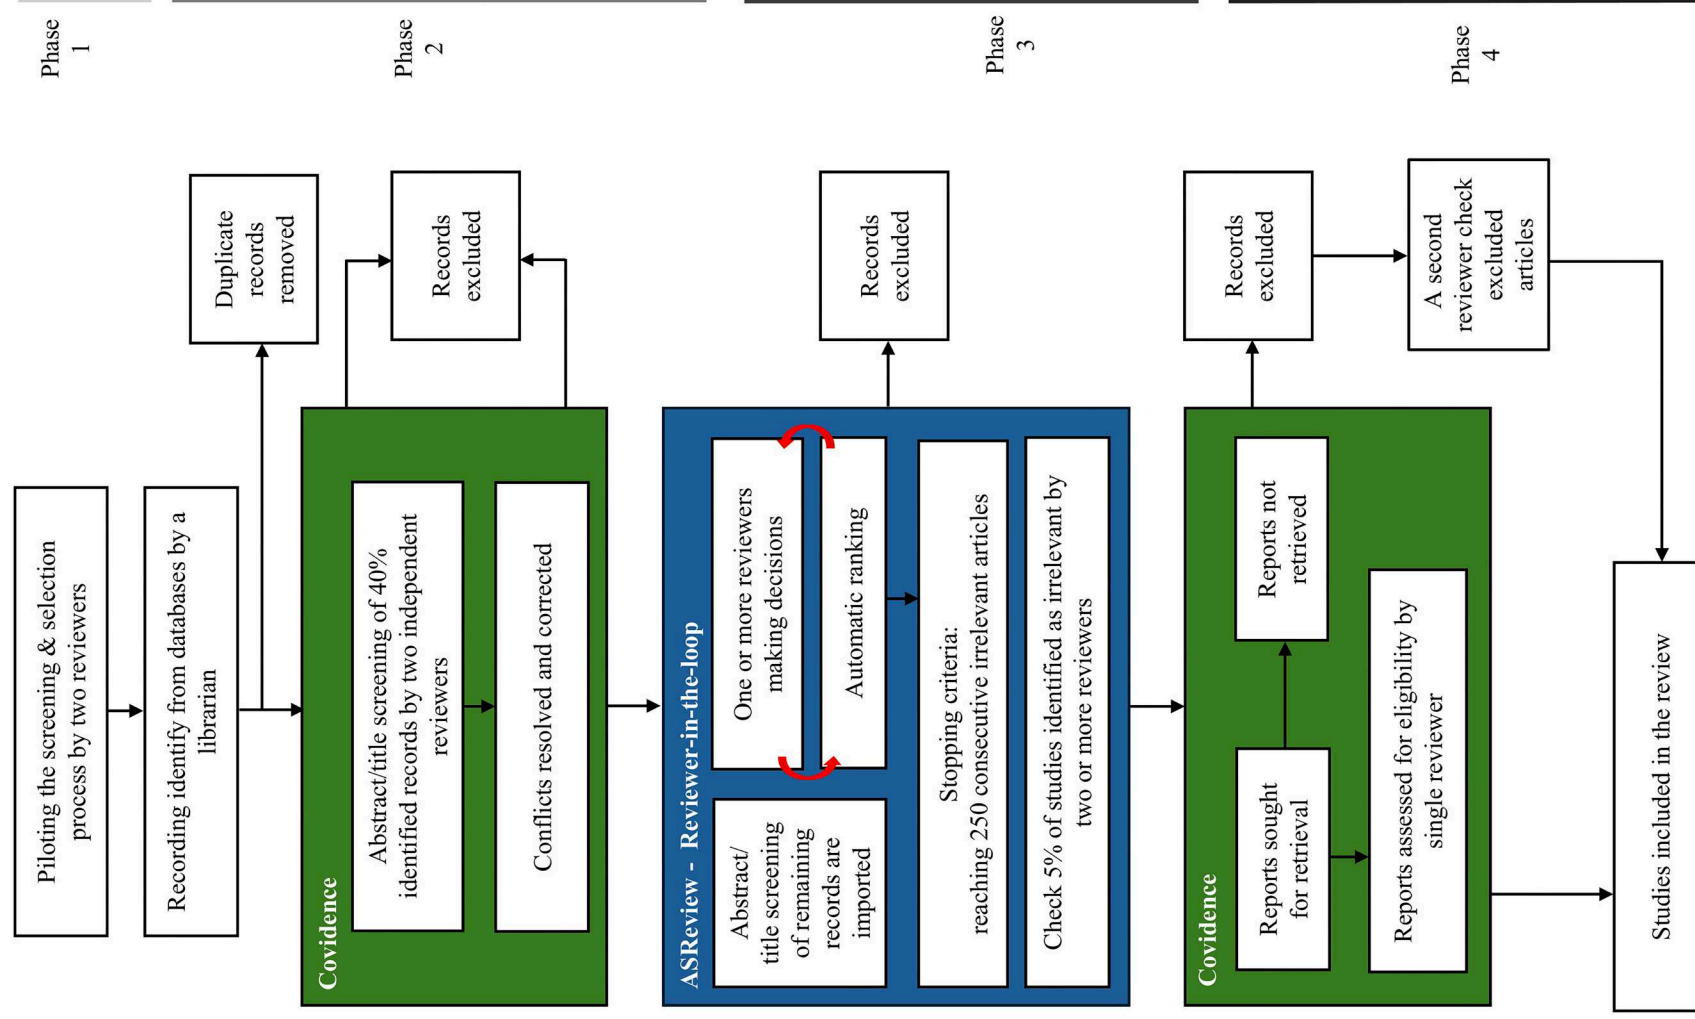 Phase
1
Piloting the screening & selection
process by two reviewers
Phase
2
Recording identify from databases by a
librarian
Duplicate
records
removed
Covidence
Abstract/title screening of 40%
identified records by two independent
reviewers
Conflicts resolved and corrected
Records
excluded
Phase
3
ASReview - Reviewer-in-the-loop
Abstract/
title screening
of remaining
records are
imported
One or more reviewers
making decisions
Automatic ranking
Stopping criteria:
reaching 250 consecutive irrelevant articles
Check 5% of studies identified as irrelevant by
two or more reviewers
Records
excluded
Phase
4
Covidence
Reports sought
for retrieval
Reports not
retrieved
Reports assessed for eligibility by
single reviewer
Records
excluded
A second
reviewer check
excluded
articles
Studies included in the review